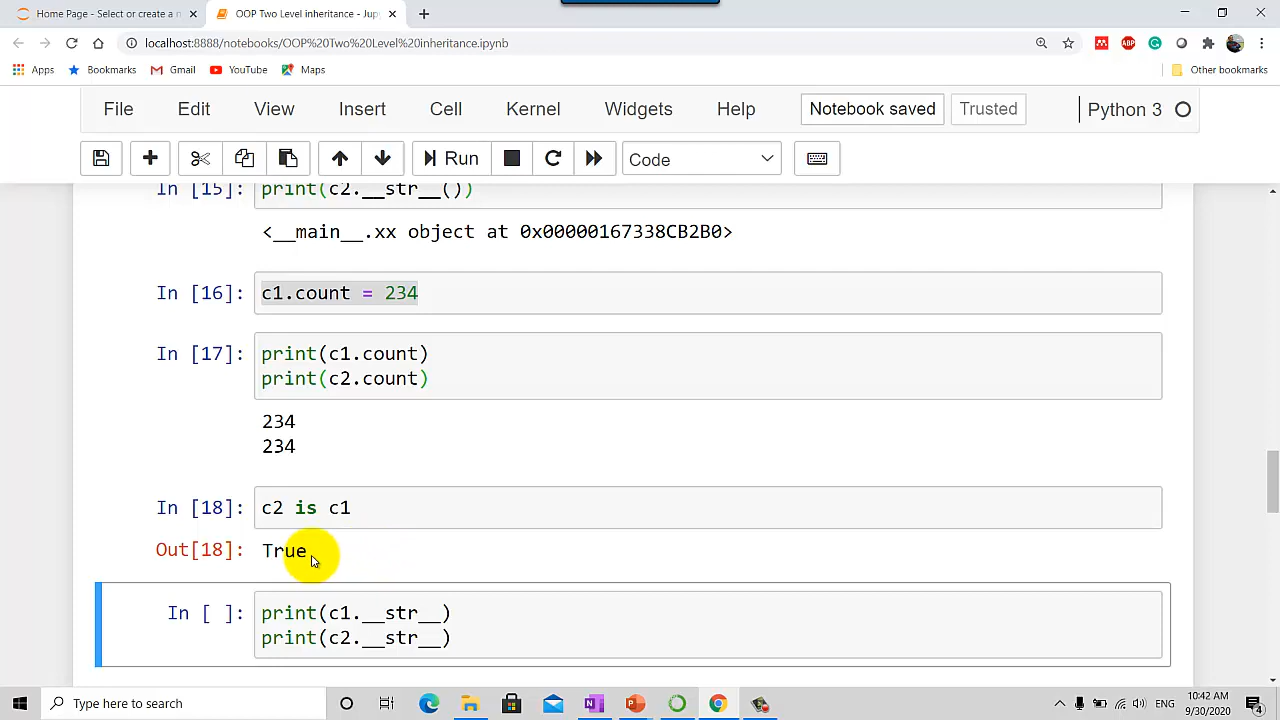 Home Page - Select or create a n
OOP Two Level inheritance - Jup
localhost:8888/notebooks/OOP%20Two%20Level%20inheritance.ipynb
ABP
Apps
Bookmarks
Gmail
YouTube
Maps
Other bookmarks
File
Edit
View
Insert
Cell
Kernel
Widgets
Help
Notebook saved
Trusted
Python 3
Run
Code
In [15]: print(c2.__str__())
<__main__.xx object at 0x00000167338CB2B0>
In [16]: c1.count = 234
In [17]: print(c1.count)
print(c2.count)
234
234
In [18]: c2 is c1
Out[18]: True
In [ ]: print(c1.__str__)
print(c2.__str__)
Type here to search
ENG
10:42 AM
9/30/2020
4